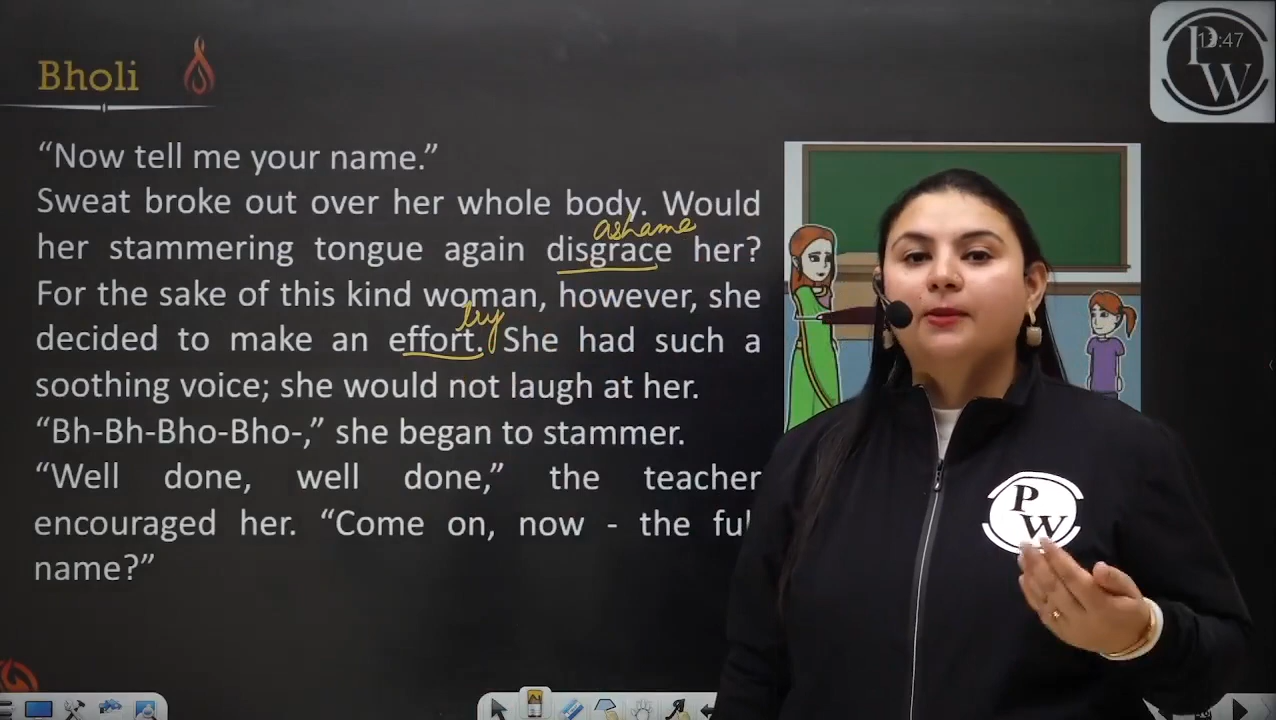 Bholi
13:47
P
W
“Now tell me your name.”
Sweat broke out over her whole body. Would
ashame
her stammering tongue again disgrace her?
For the sake of this kind woman, however, she
try
decided to make an effort. She had such a
soothing voice; she would not laugh at her.
“Bh-Bh-Bho-Bho-,” she began to stammer.
“Well done, well done,” the teacher
encouraged her. “Come on, now - the ful
name?”
P
W